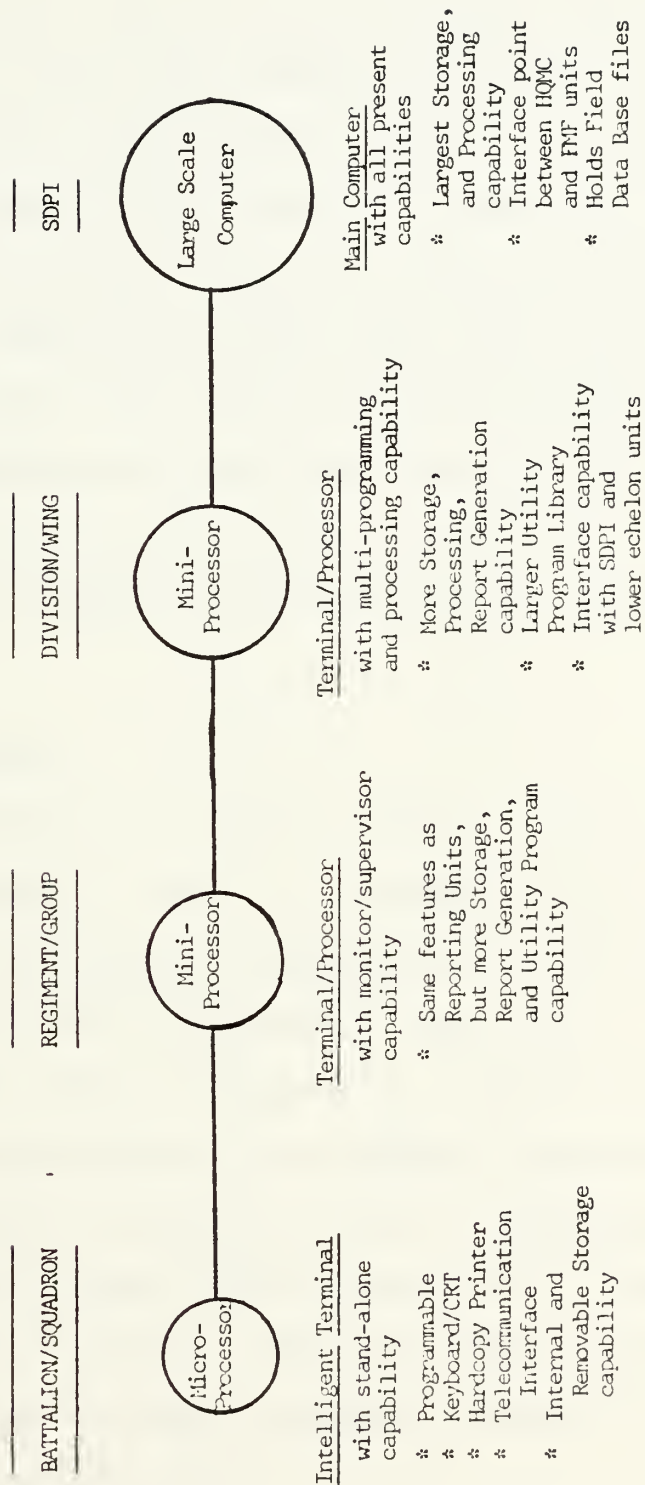 BATTALION/SQUADRON
REGIMENT/GROUP
DIVISION/WING
SDPI
Micro-
Processor
Mini-
Processor
Mini-
Processor
Large Scale
Computer
Intelligent Terminal
with stand-alone
capability
* Programmable
* Keyboard/CRT
* Hardcopy Printer
* Telecommunication
Interface
* Internal and
Removable Storage
capability
Terminal/Processor
with monitor/supervisor
capability
* Same features as
Reporting Units,
but more Storage,
Report Generation,
and Utility Program
capability
Terminal/Processor
with multi-programming
and processing capability
* More Storage,
Processing,
Report Generation
capability
* Larger Utility
Program Library
* Interface capability
with SDPI and
lower echelon units
Main Computer
with all present
capabilities
* Largest Storage,
and Processing
capability
* Interface point
between HQMC
and FMF units
* Holds Field
Data Base files